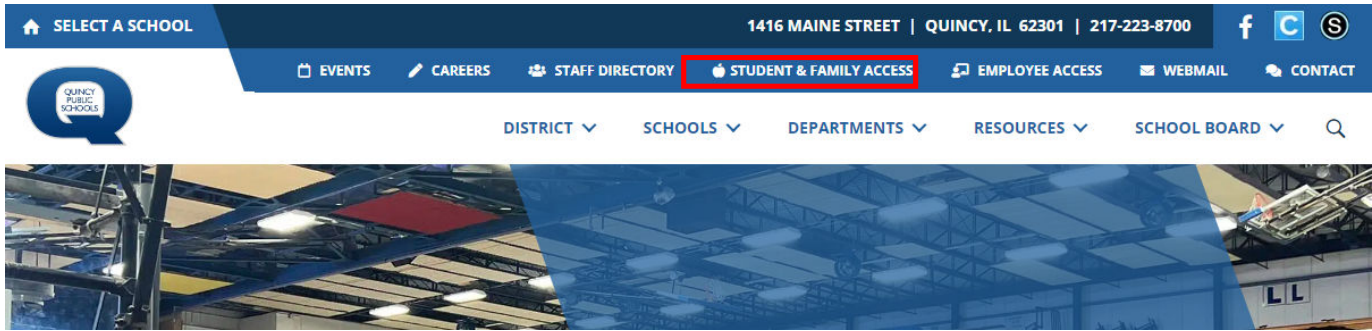 SELECT A SCHOOL
1416 MAINE STREET | QUINCY, IL 62301 | 217-223-8700
f C S
EVENTS CAREERS STAFF DIRECTORY STUDENT & FAMILY ACCESS EMPLOYEE ACCESS WEBMAIL CONTACT
QUINCY
PUBLIC
SCHOOLS
DISTRICT SCHOOLS DEPARTMENTS RESOURCES SCHOOL BOARD
LL